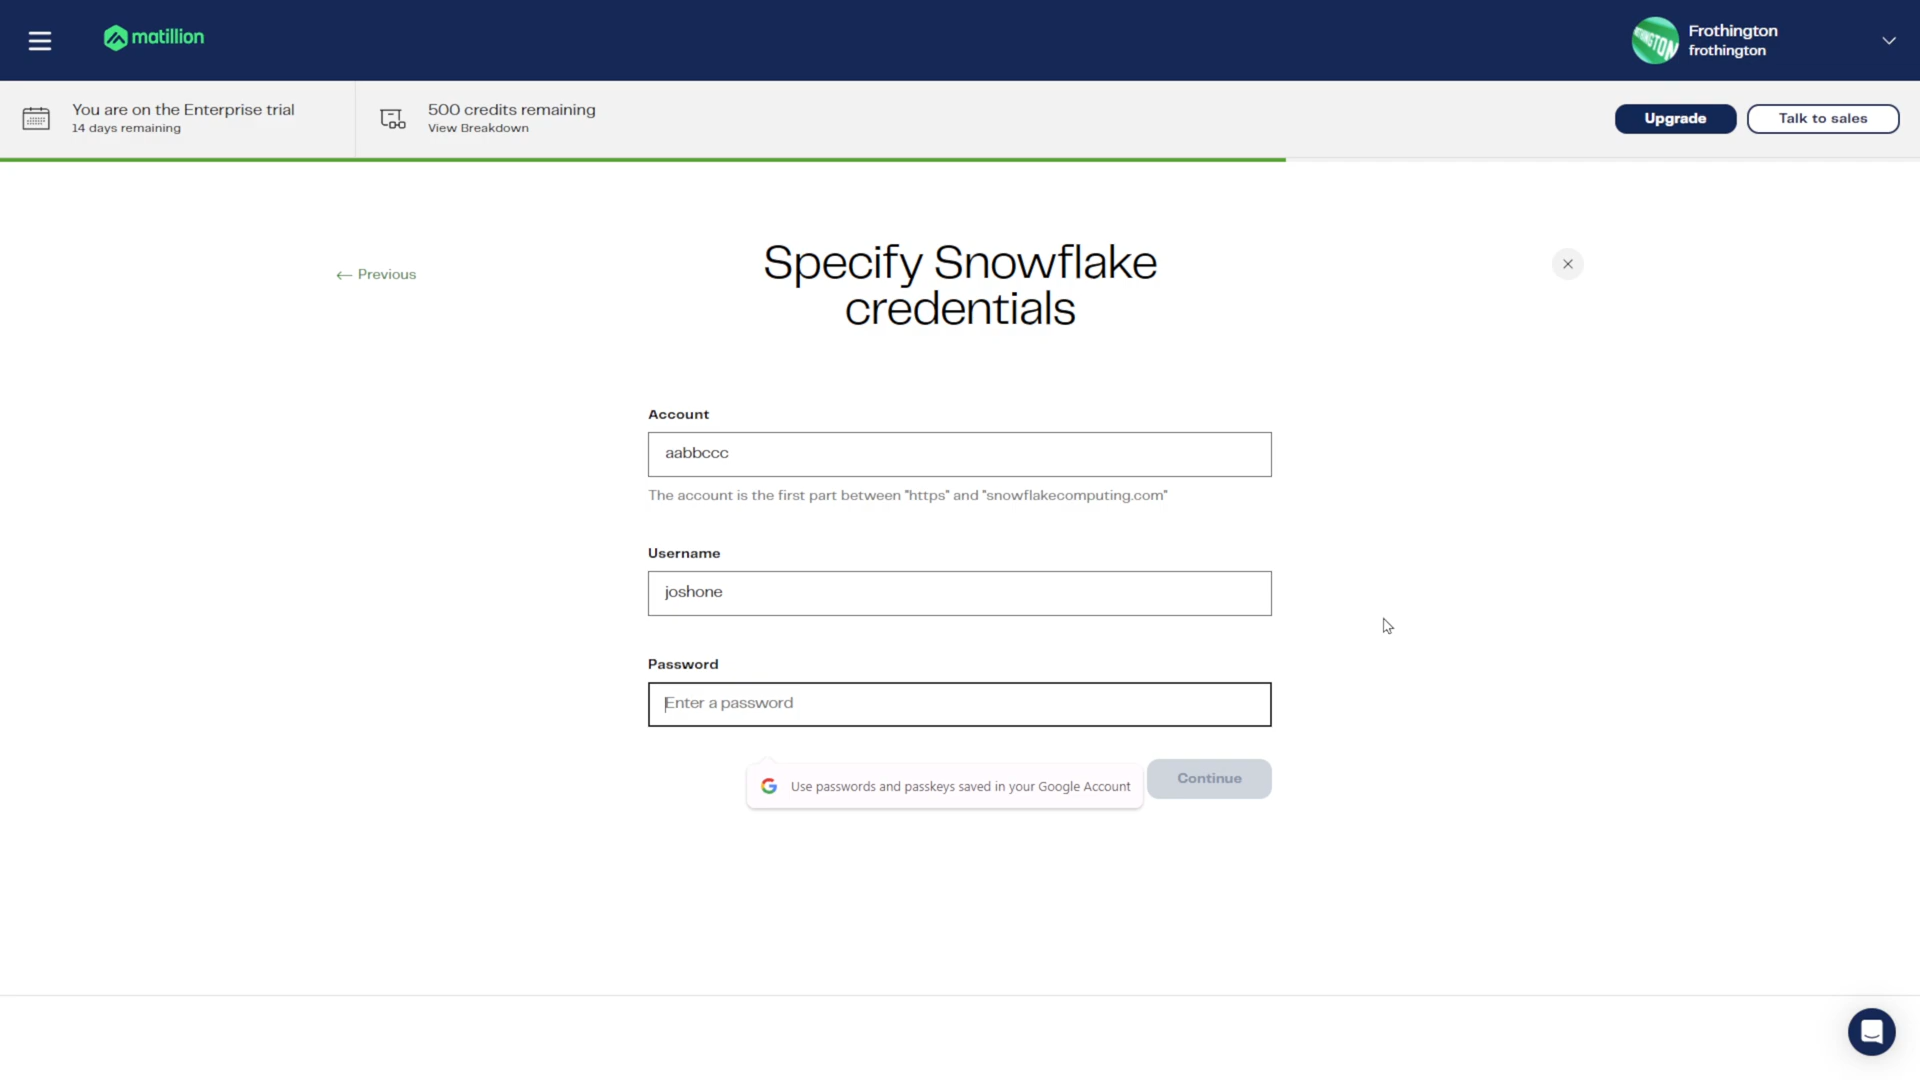 matillion
Frothington
frothington
You are on the Enterprise trial
14 days remaining
500 credits remaining
View Breakdown
Upgrade
Talk to sales
← Previous
Specify Snowflake
credentials
Account
aabbccc
The account is the first part between "https" and "snowflakecomputing.com"
Username
joshone
Password
Enter a password
Use passwords and passkeys saved in your Google Account
Continue